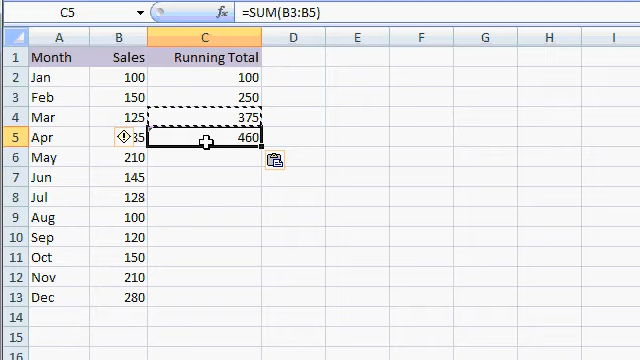 C5 fx =SUM(B3:B5)
A B C D E F G H I
1 Month Sales Running Total
2 Jan 100 100
3 Feb 150 250
4 Mar 125 375
5 Apr 35 460
6 May 210
7 Jun 145
8 Jul 128
9 Aug 100
10 Sep 120
11 Oct 150
12 Nov 210
13 Dec 280
14
15
16